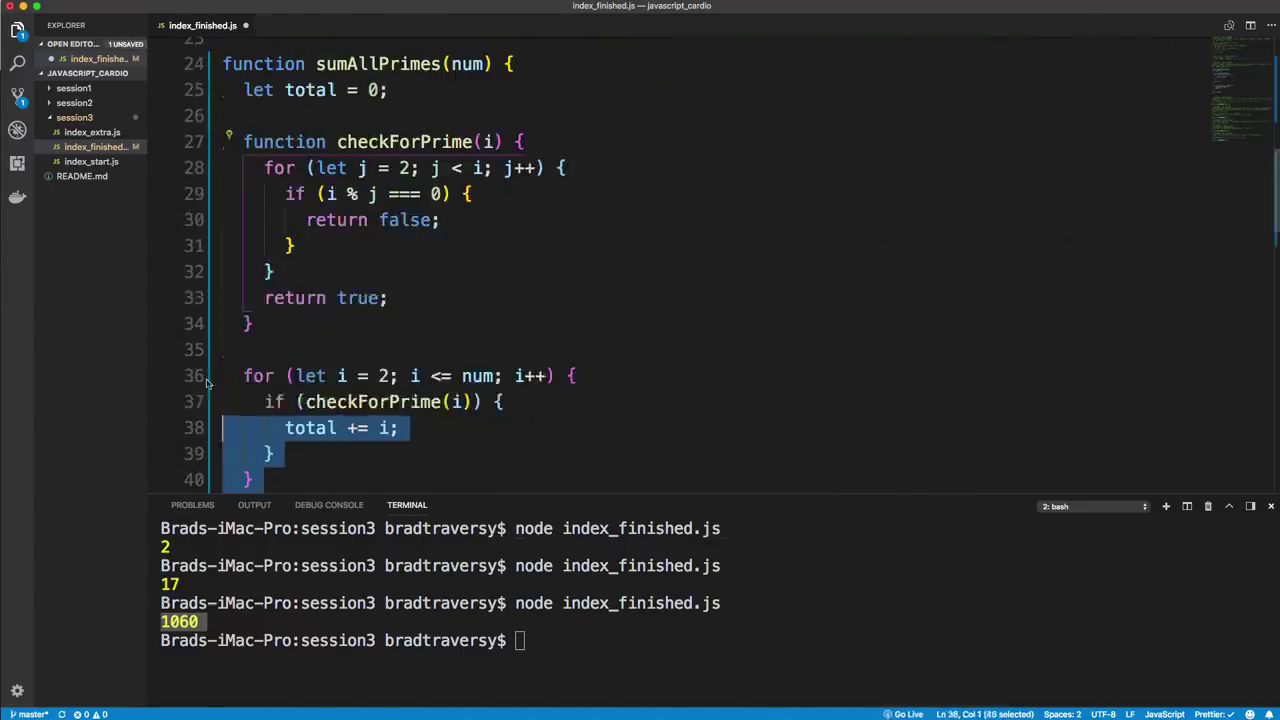 index_finished.js — javascript_cardio
EXPLORER
index_finished.js
OPEN EDITO... 1 UNSAVED
index_finishe... M
JAVASCRIPT_CARDIO
session1
session2
session3
index_extra.js
index_finished... M
index_start.js
README.md
1
1
24 function sumAllPrimes(num) {
25 let total = 0;
26
27 function checkForPrime(i) {
28 for (let j = 2; j < i; j++) {
29 if (i % j === 0) {
30 return false;
31 }
32 }
33 return true;
34 }
35
36 for (let i = 2; i <= num; i++) {
37 if (checkForPrime(i)) {
38 total += i;
39 }
40 }
PROBLEMS OUTPUT DEBUG CONSOLE TERMINAL 2: bash
Brads-iMac-Pro:session3 bradtraversy$ node index_finished.js
2
Brads-iMac-Pro:session3 bradtraversy$ node index_finished.js
17
Brads-iMac-Pro:session3 bradtraversy$ node index_finished.js
1060
Brads-iMac-Pro:session3 bradtraversy$
master* 0 0 Go Live Ln 38, Col 1 (46 selected) Spaces: 2 UTF-8 LF JavaScript Prettier: ✓